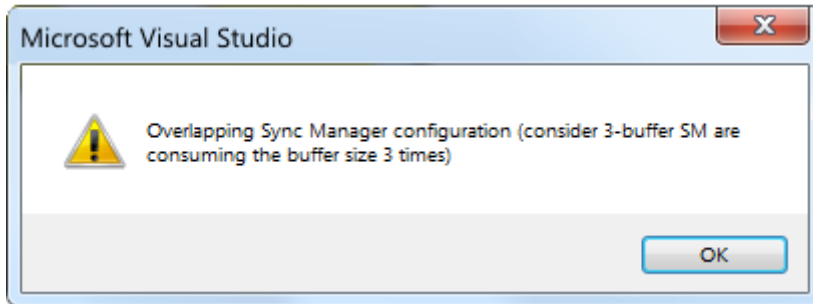 Microsoft Visual Studio
Overlapping Sync Manager configuration (consider 3-buffer SM are
consuming the buffer size 3 times)
OK